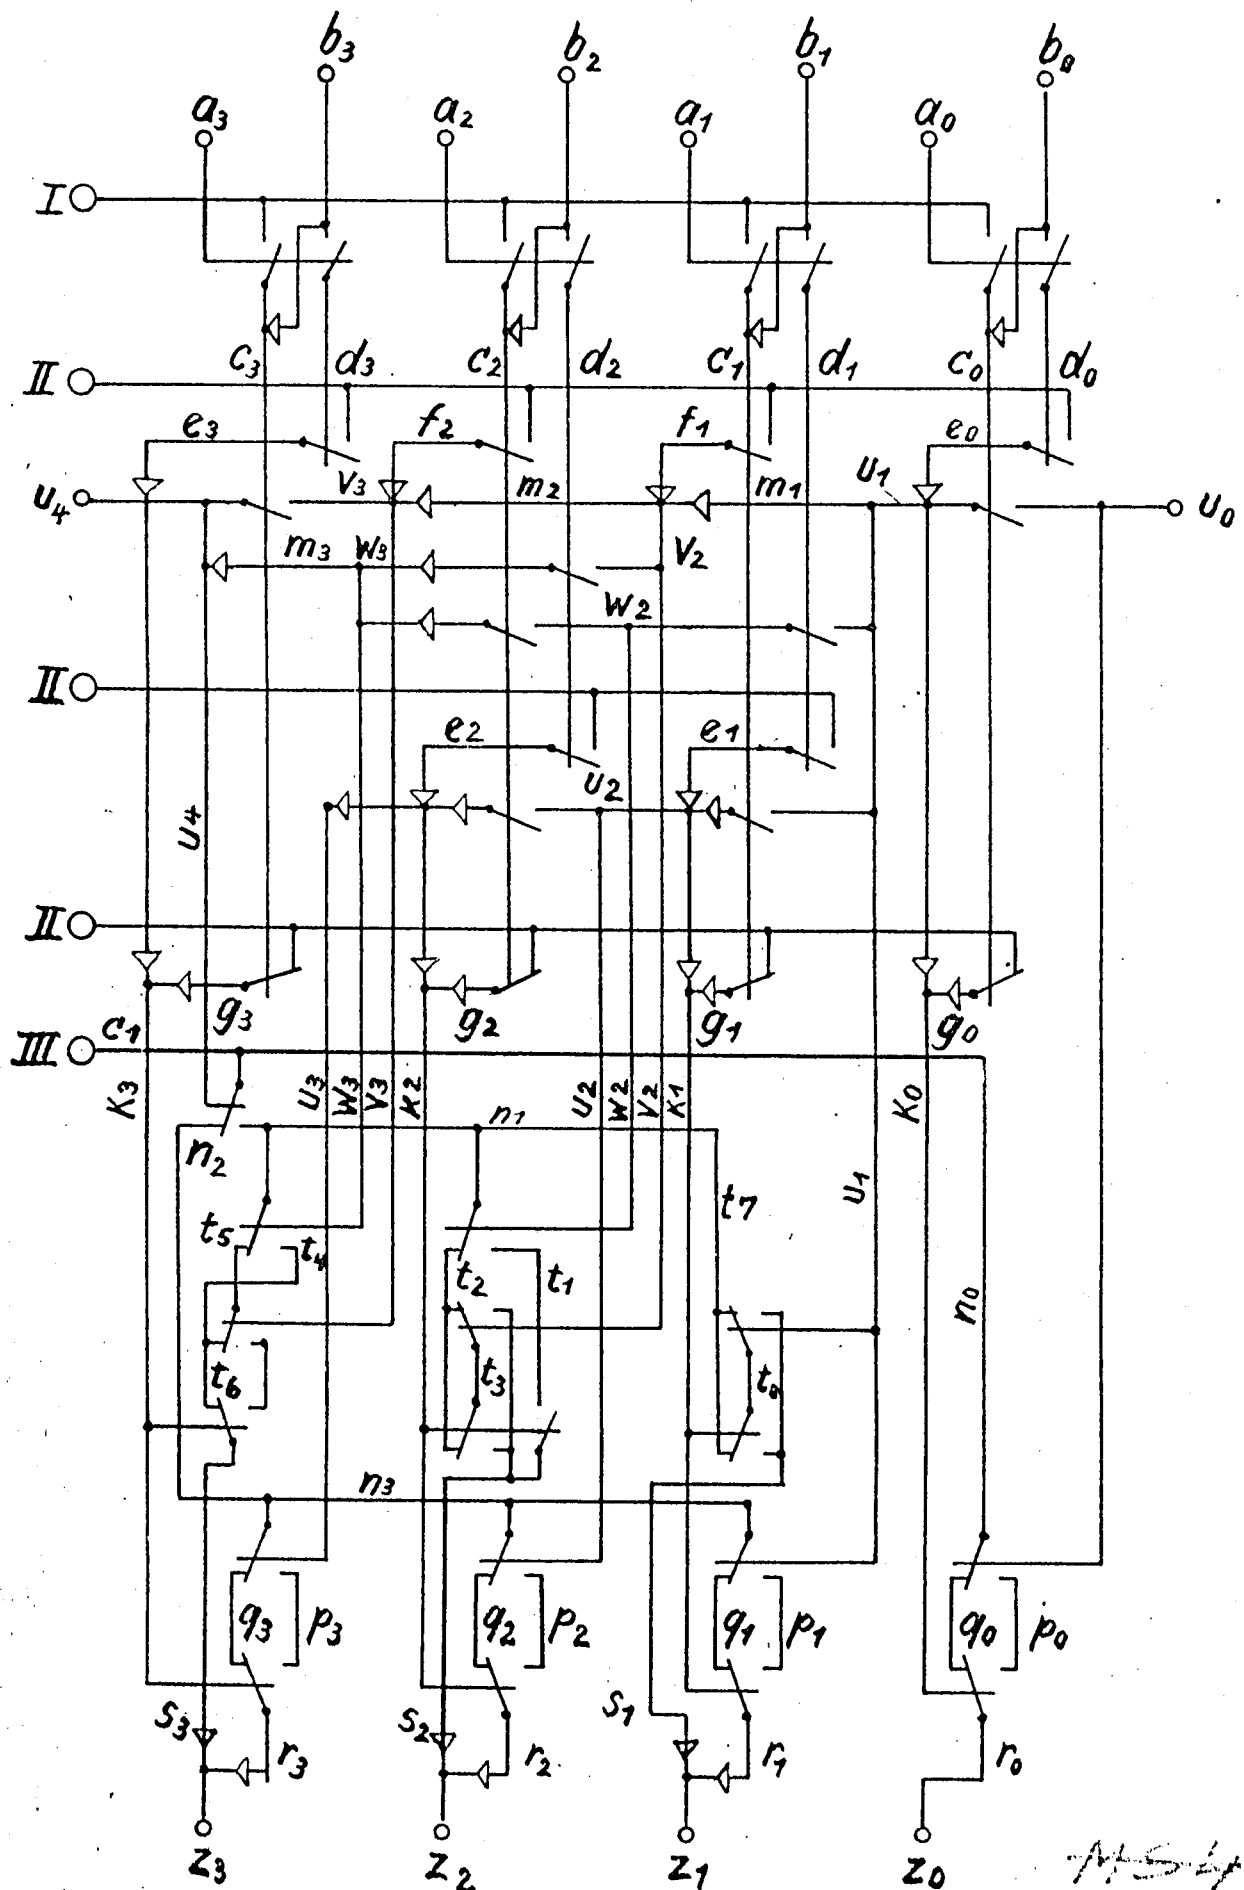 b3 b2 b1 b0
a3 a2 a1 a0
I
c3 d3 c2 d2 c1 d1 c0 d0
II
e3 f2 f1 e0
u4 v3 m2 m1 u1 u0
m3 w3 v2
w2
II
e2 e1
u2
u4
II
g3 g2 g1 g0
c1
III
K3 u3 w3 v3 K2 u2 w2 v2 K1 K0
n1
n2
t7 u1
t5 t4
t2 t1
n0
t6 t3
n3
q3 p3 q2 p2 q1 p1 q0 p0
s3 s2 s1
r3 r2 r1 r0
z3 z2 z1 z0